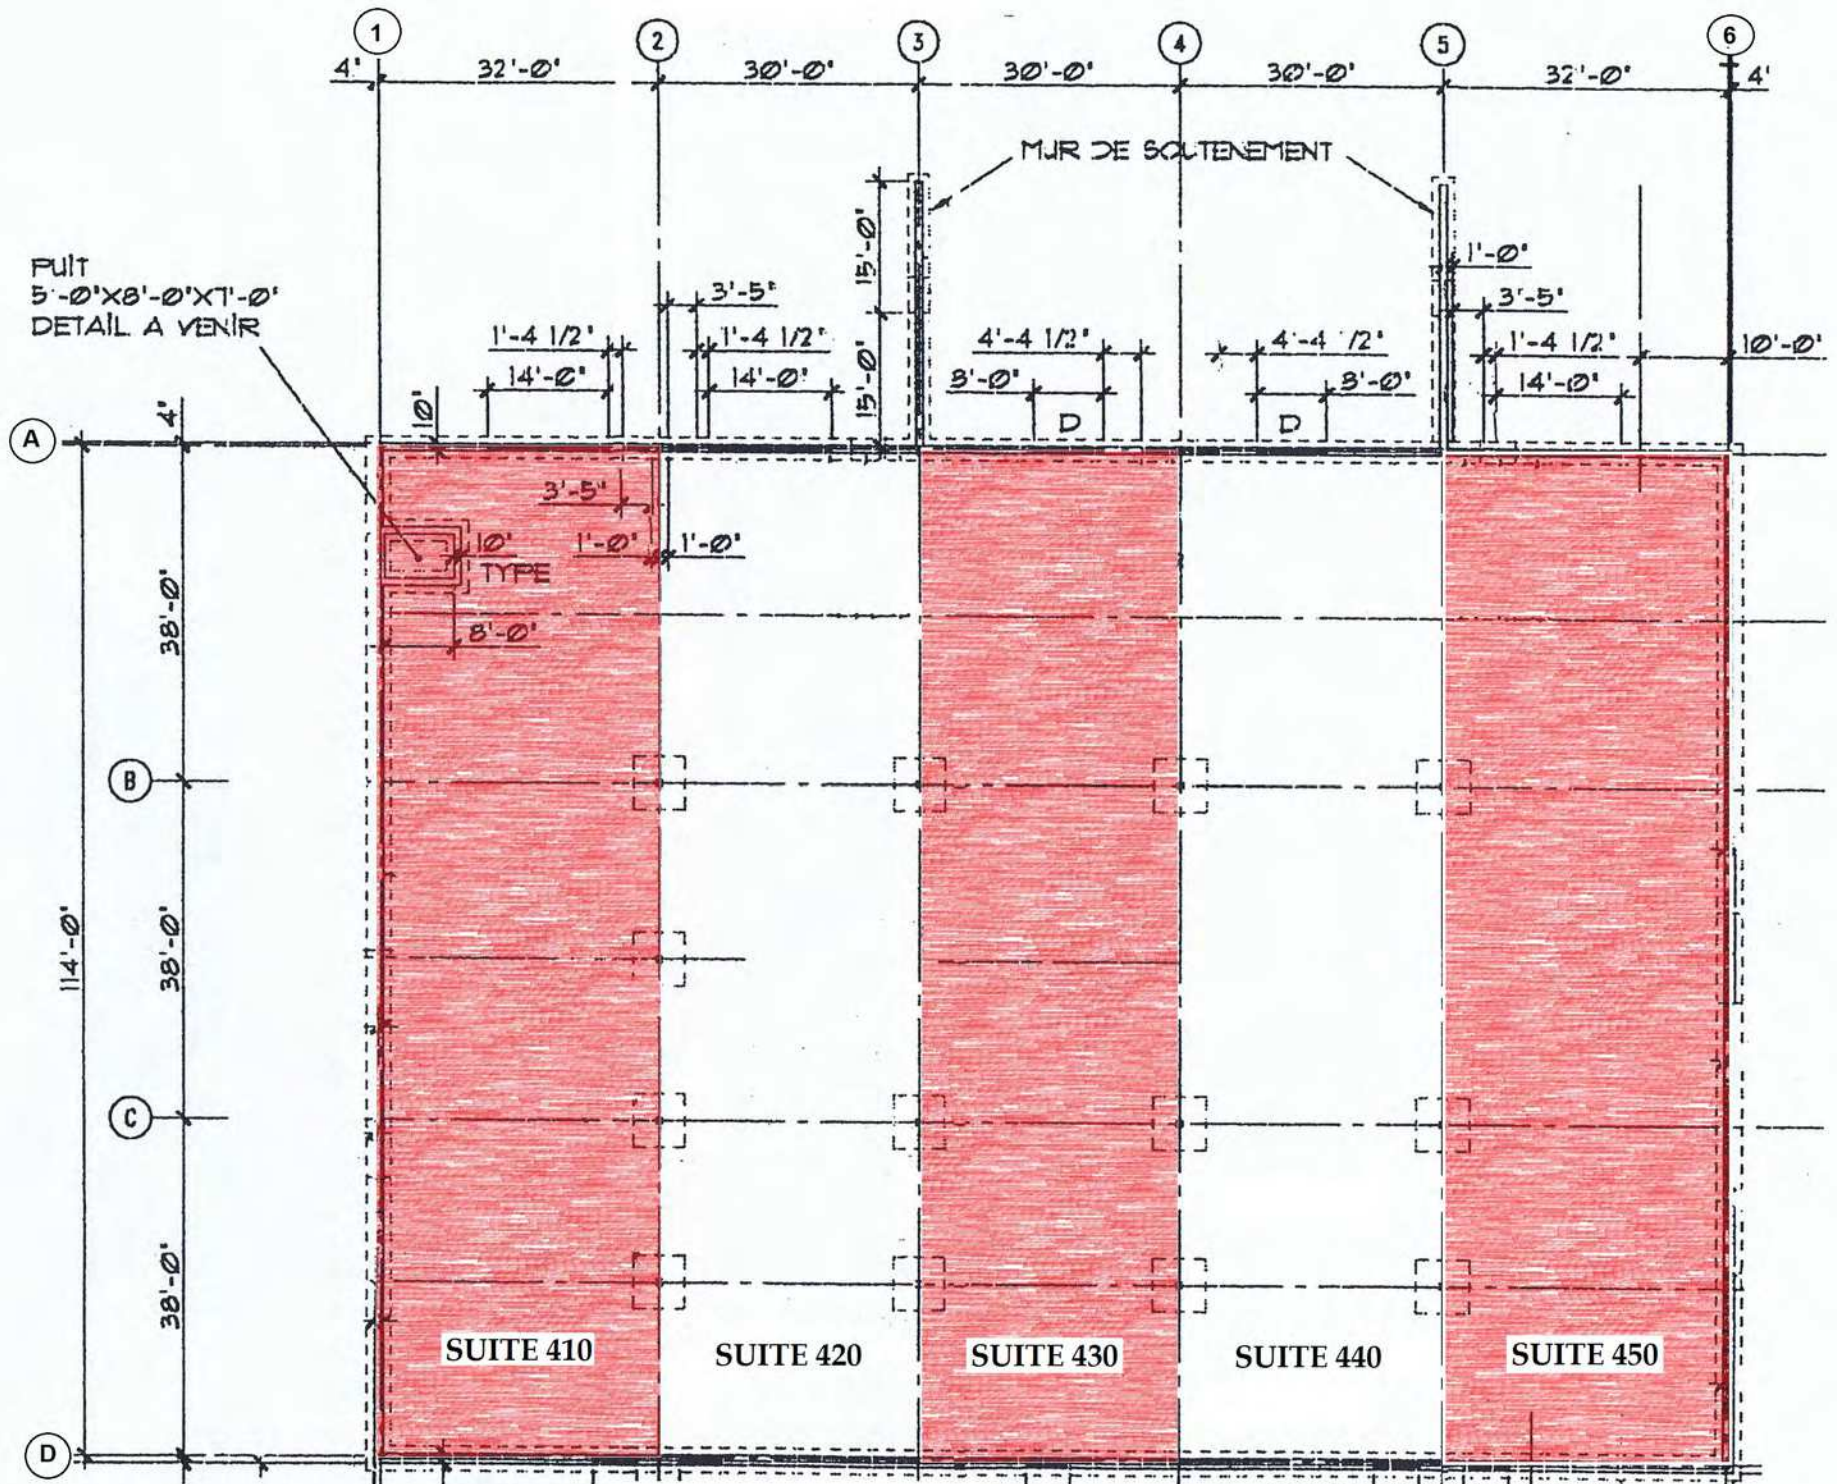 1
2
3
4
5
6
4" 32'-0" 30'-0" 30'-0" 30'-0" 32'-0" 4"
MUR DE SOUTENEMENT
15'-0"
1'-0"
PUIT
5'-0"X8'-0"X7'-0"
DETAIL A VENIR
3'-5"
3'-5"
1'-4 1/2"
1'-4 1/2"
4'-4 1/2"
4'-4 1/2"
1'-4 1/2"
10'-0"
14'-0"
14'-0"
8'-0"
8'-0"
14'-0"
15'-0"
D
D
10"
4"
A
3'-5"
10"
TYPE
1'-0"
1'-0"
8'-0"
38'-0"
B
114'-0"
38'-0"
C
38'-0"
SUITE 410
SUITE 420
SUITE 430
SUITE 440
SUITE 450
D